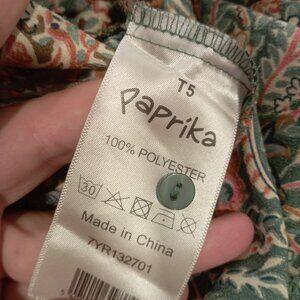 T5
Paprika
100% POLYESTER
30
Made in China
7YR132701